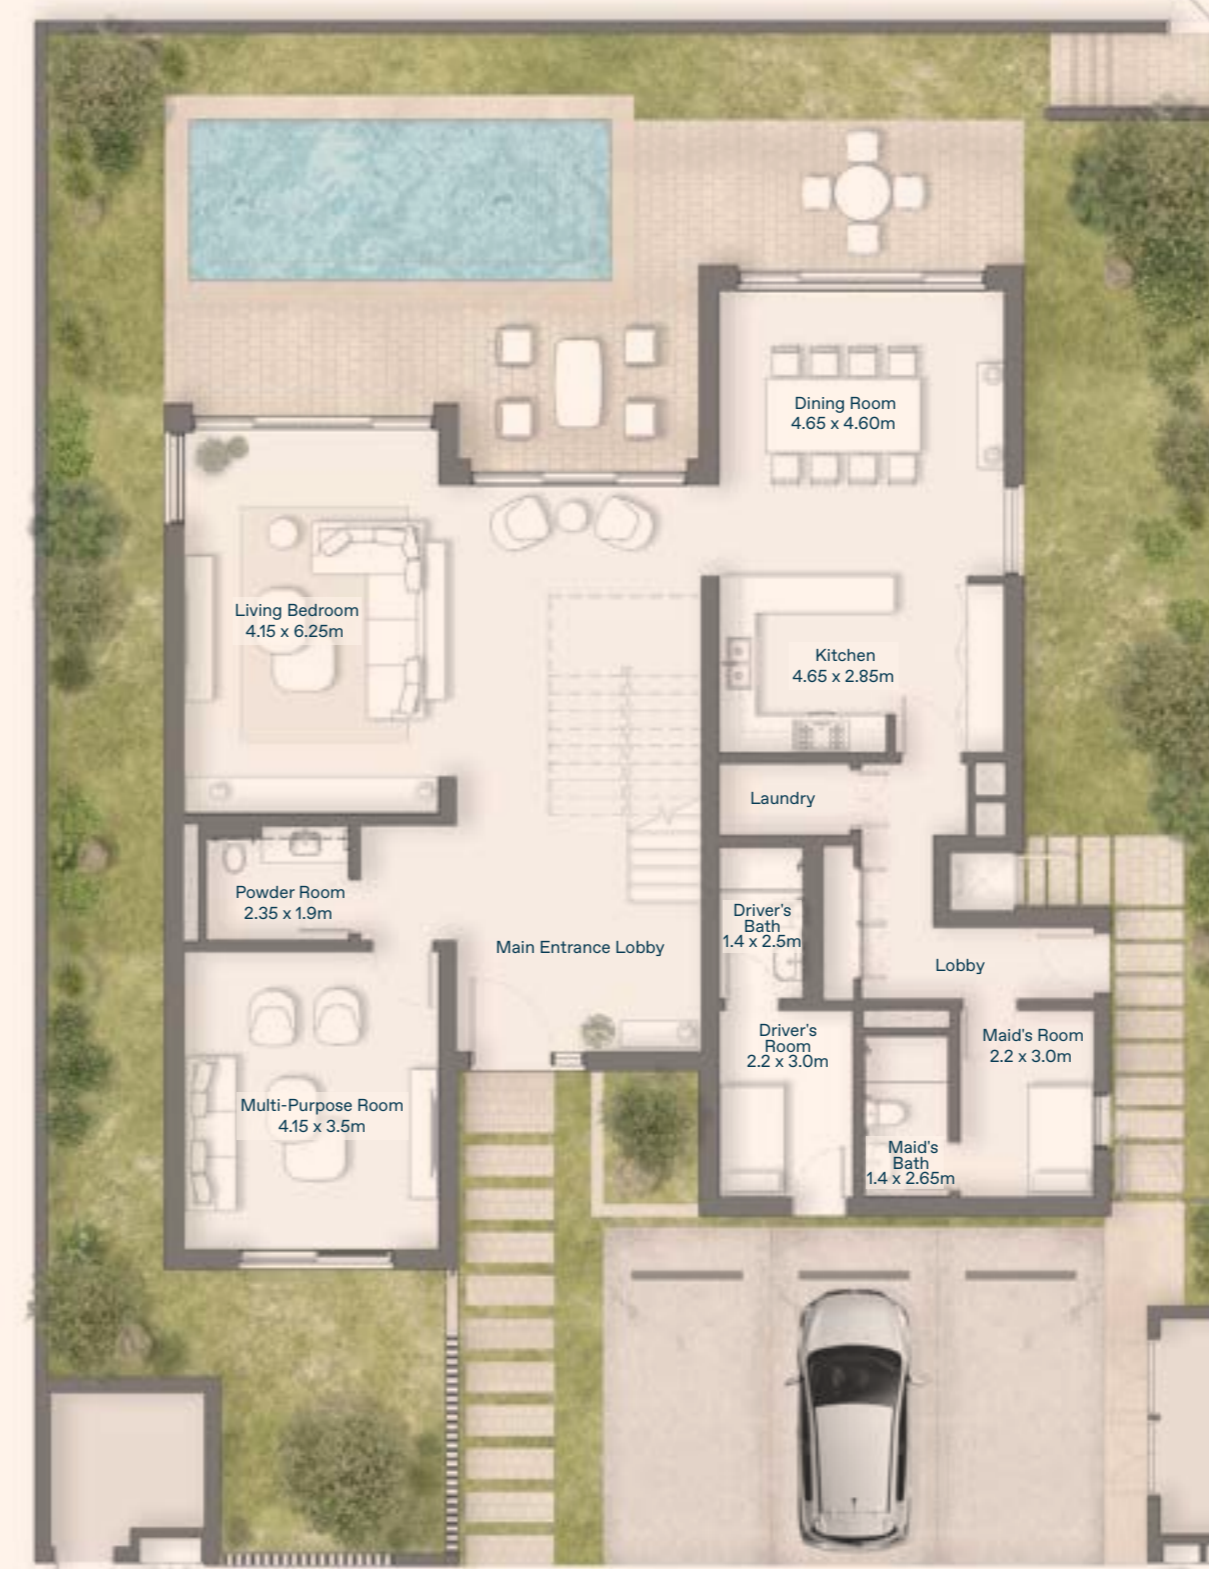 Dining Room
4.65 x 4.60m
Living Bedroom
4.15 x 6.25m
Kitchen
4.65 x 2.85m
Laundry
Powder Room
2.35 x 1.9m
Driver's
Bath
1.4 x 2.5m
Main Entrance Lobby
Lobby
Driver's
Room
2.2 x 3.0m
Maid's Room
2.2 x 3.0m
Multi-Purpose Room
4.15 x 3.5m
Maid's
Bath
1.4 x 2.65m